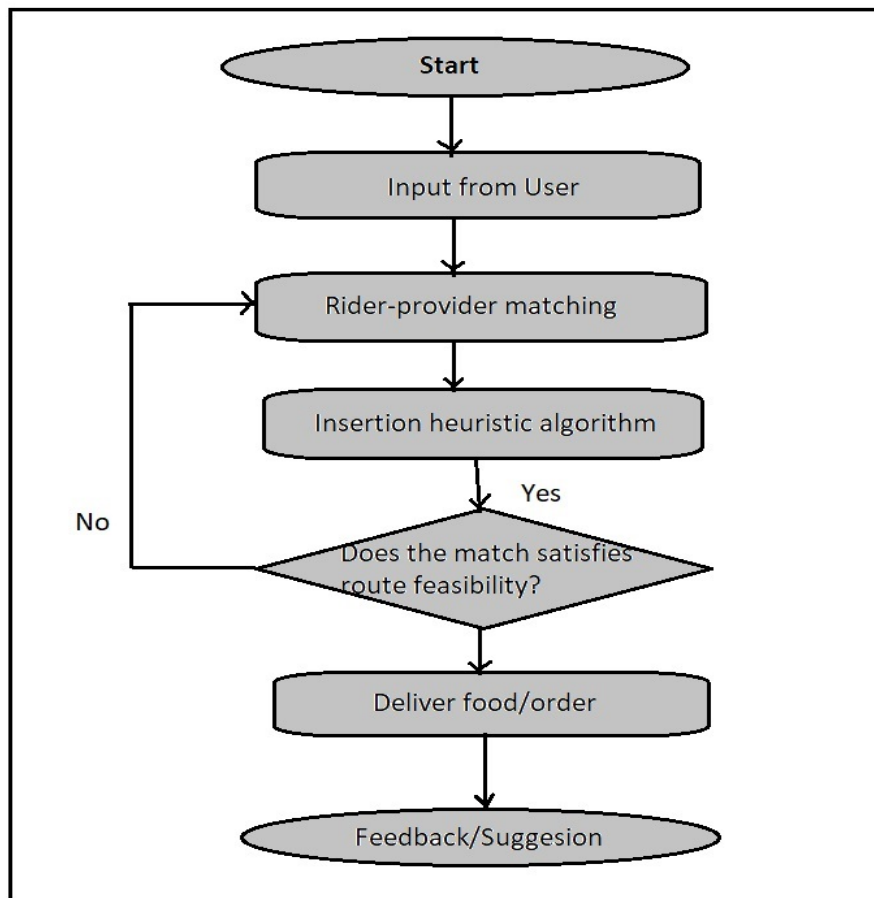 Start
Input from User
Rider-provider matching
Insertion heuristic algorithm
Yes
No
Does the match satisfies
route feasibility?
Deliver food/order
Feedback/Suggesion